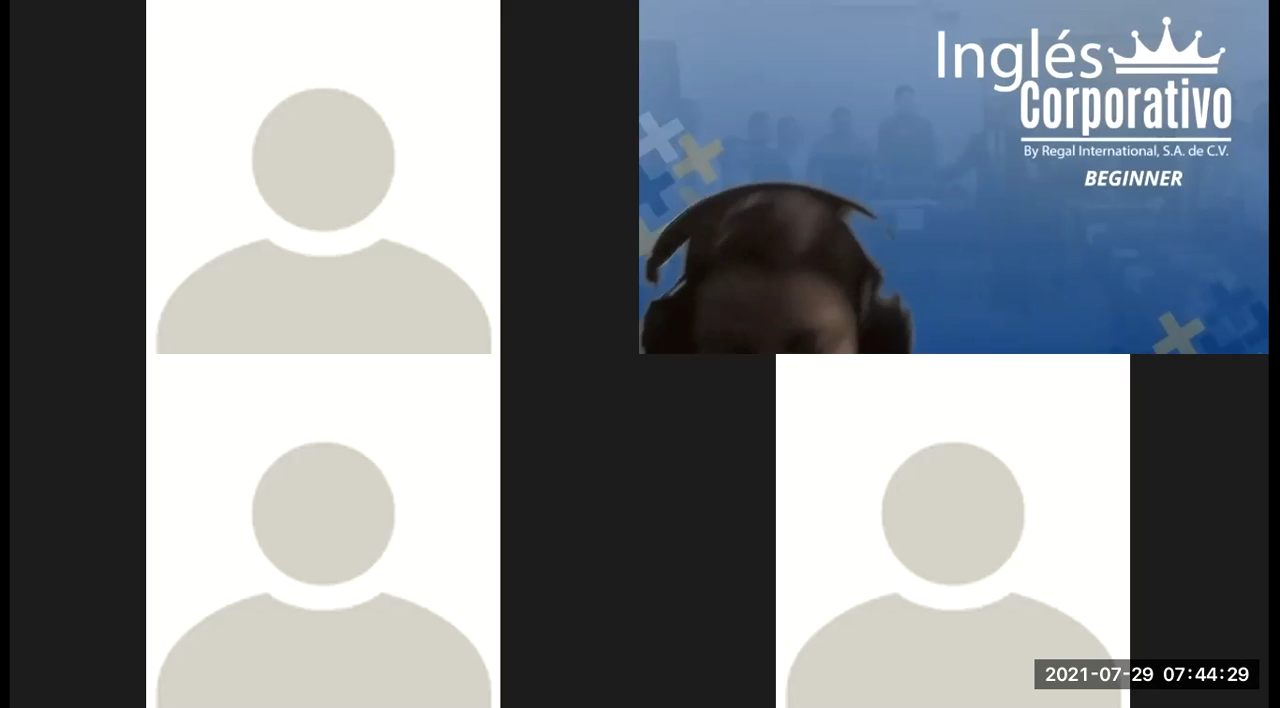 Inglés
Corporativo
By Regal International, S.A. de C.V.
BEGINNER
2021-07-29 07:44:29